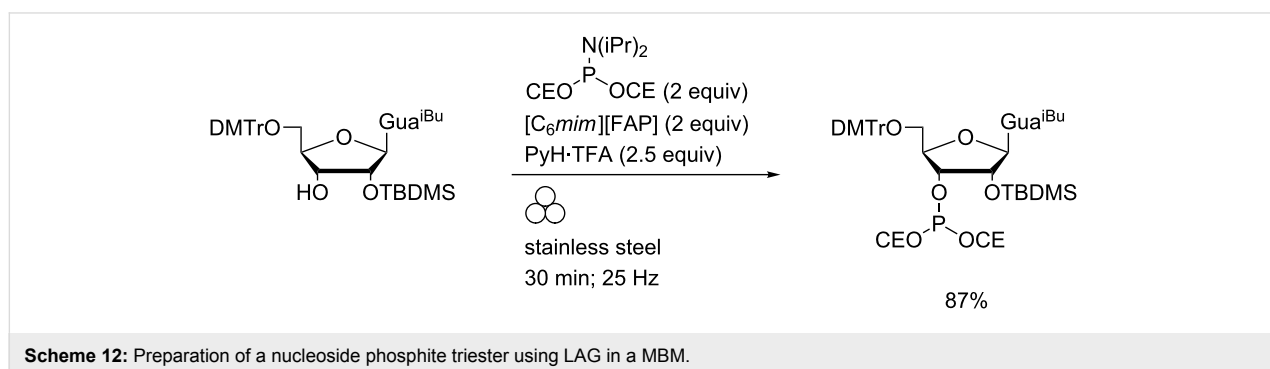 N(iPr)₂
P
CEO OCE (2 equiv)
[C₆mim][FAP] (2 equiv)
PyH·TFA (2.5 equiv)
DMTrO O Gua^iBu
HO OTBDMS
stainless steel
30 min; 25 Hz
DMTrO O Gua^iBu
O OTBDMS
P
CEO OCE
87%
Scheme 12: Preparation of a nucleoside phosphite triester using LAG in a MBM.